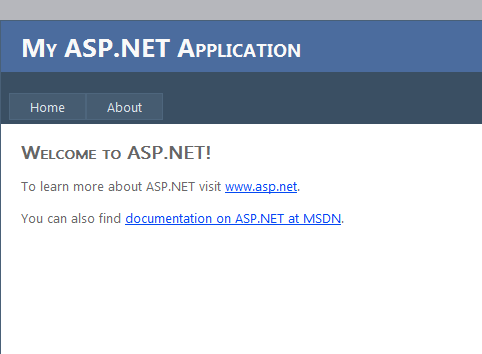 My ASP.NET Application
Home About
Welcome to ASP.NET!
To learn more about ASP.NET visit www.asp.net.
You can also find documentation on ASP.NET at MSDN.